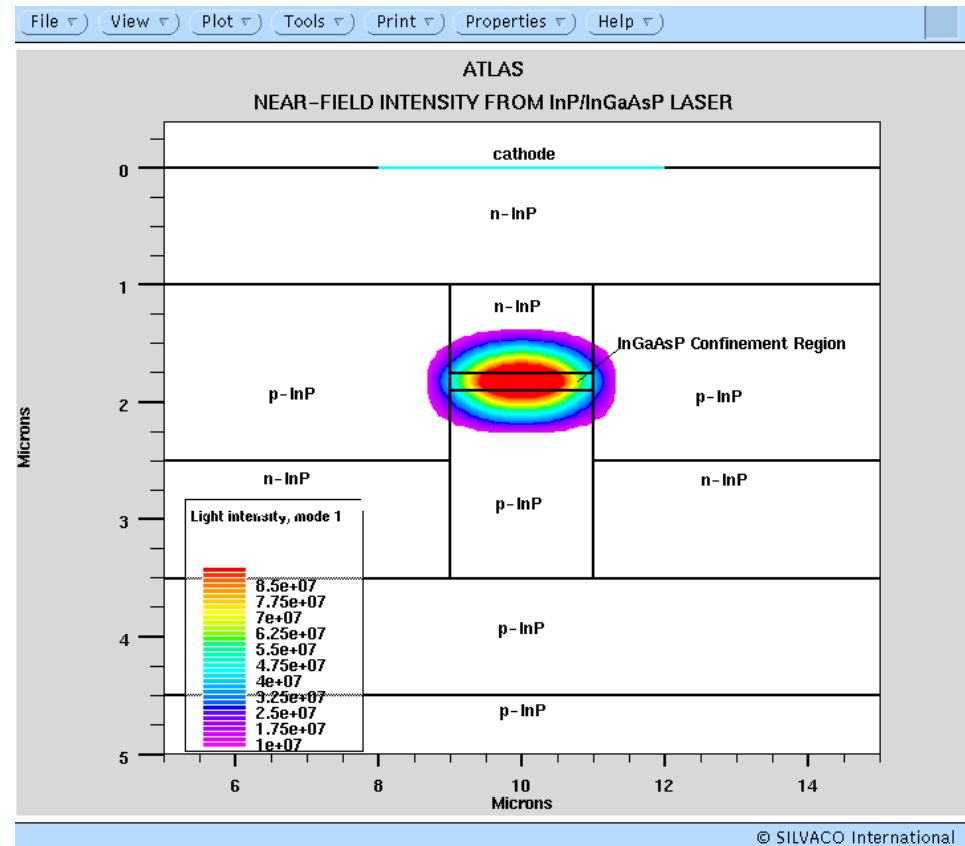 File View Plot Tools Print Properties Help
ATLAS
NEAR-FIELD INTENSITY FROM InP/InGaAsP LASER
cathode
0
n-InP
1
n-InP
InGaAsP Confinement Region
p-InP
p-InP
2
Microns
n-InP
n-InP
p-InP
Light intensity, mode 1
3
8.5e+07
7.75e+07
7e+07
6.25e+07
5.5e+07
4.75e+07
4e+07
3.25e+07
2.5e+07
1.75e+07
1e+07
p-InP
4
p-InP
5
6 8 10 12 14
Microns
© SILVACO International